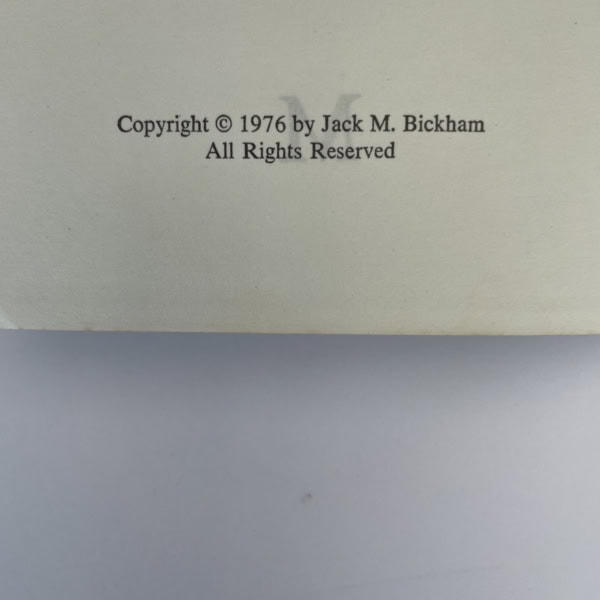 Copyright © 1976 by Jack M. Bickham
All Rights Reserved